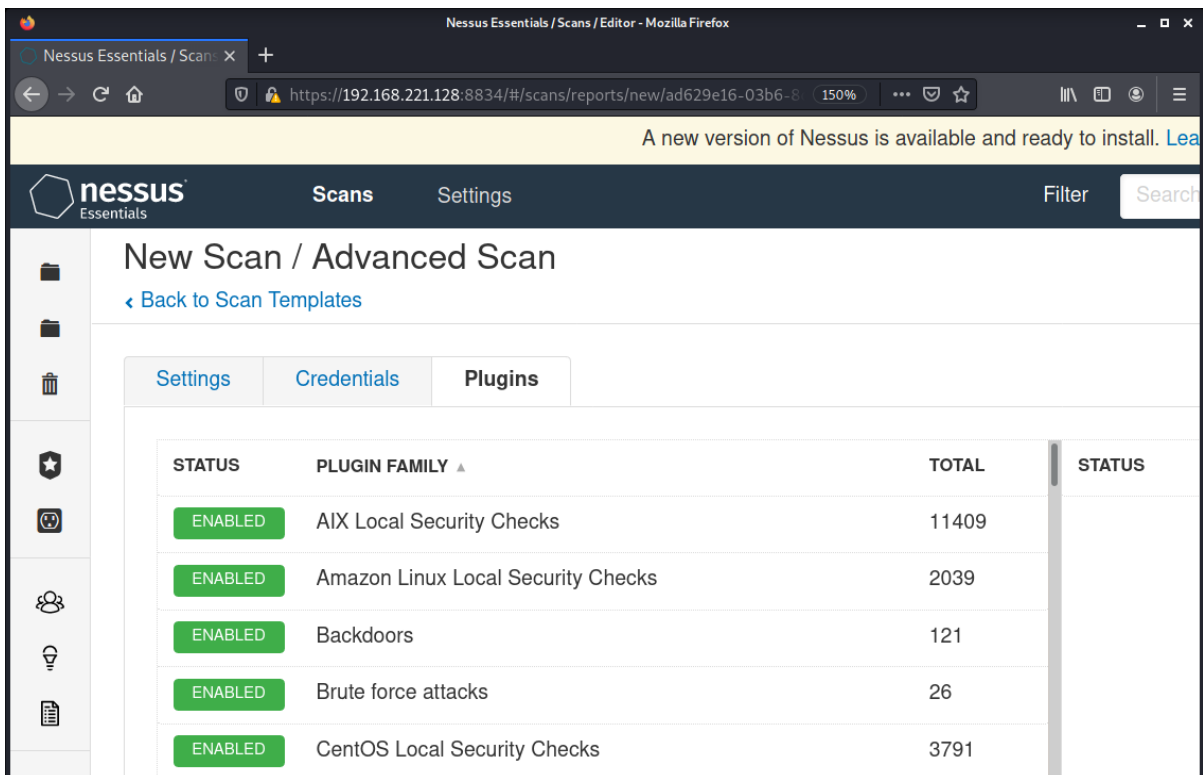 Nessus Essentials / Scans / Editor - Mozilla Firefox
Nessus Essentials / Scans
https://192.168.221.128:8834/#/scans/reports/new/ad629e16-03b6-8 150%
A new version of Nessus is available and ready to install. Lea
nessus Essentials Scans Settings Filter Search
New Scan / Advanced Scan
Back to Scan Templates
Settings Credentials Plugins
STATUS PLUGIN FAMILY TOTAL STATUS
ENABLED AIX Local Security Checks 11409
ENABLED Amazon Linux Local Security Checks 2039
ENABLED Backdoors 121
ENABLED Brute force attacks 26
ENABLED CentOS Local Security Checks 3791